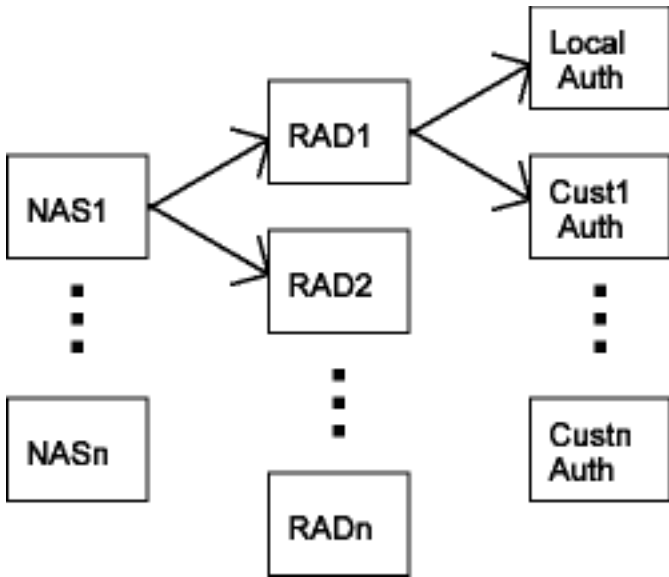 NAS1
NASn
RAD1
RAD2
RADn
Local
Auth
Cust1
Auth
Custn
Auth